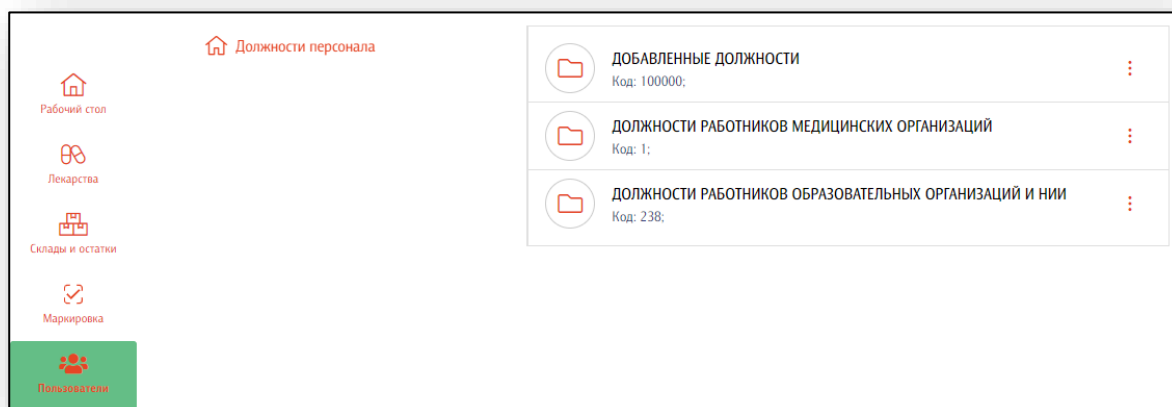 Рабочий стол
Лекарства
Склады и остатки
Маркировка
Пользователи
Должности персонала
ДОБАВЛЕННЫЕ ДОЛЖНОСТИ
Код: 100000;
ДОЛЖНОСТИ РАБОТНИКОВ МЕДИЦИНСКИХ ОРГАНИЗАЦИЙ
Код: 1;
ДОЛЖНОСТИ РАБОТНИКОВ ОБРАЗОВАТЕЛЬНЫХ ОРГАНИЗАЦИЙ И НИИ
Код: 238;